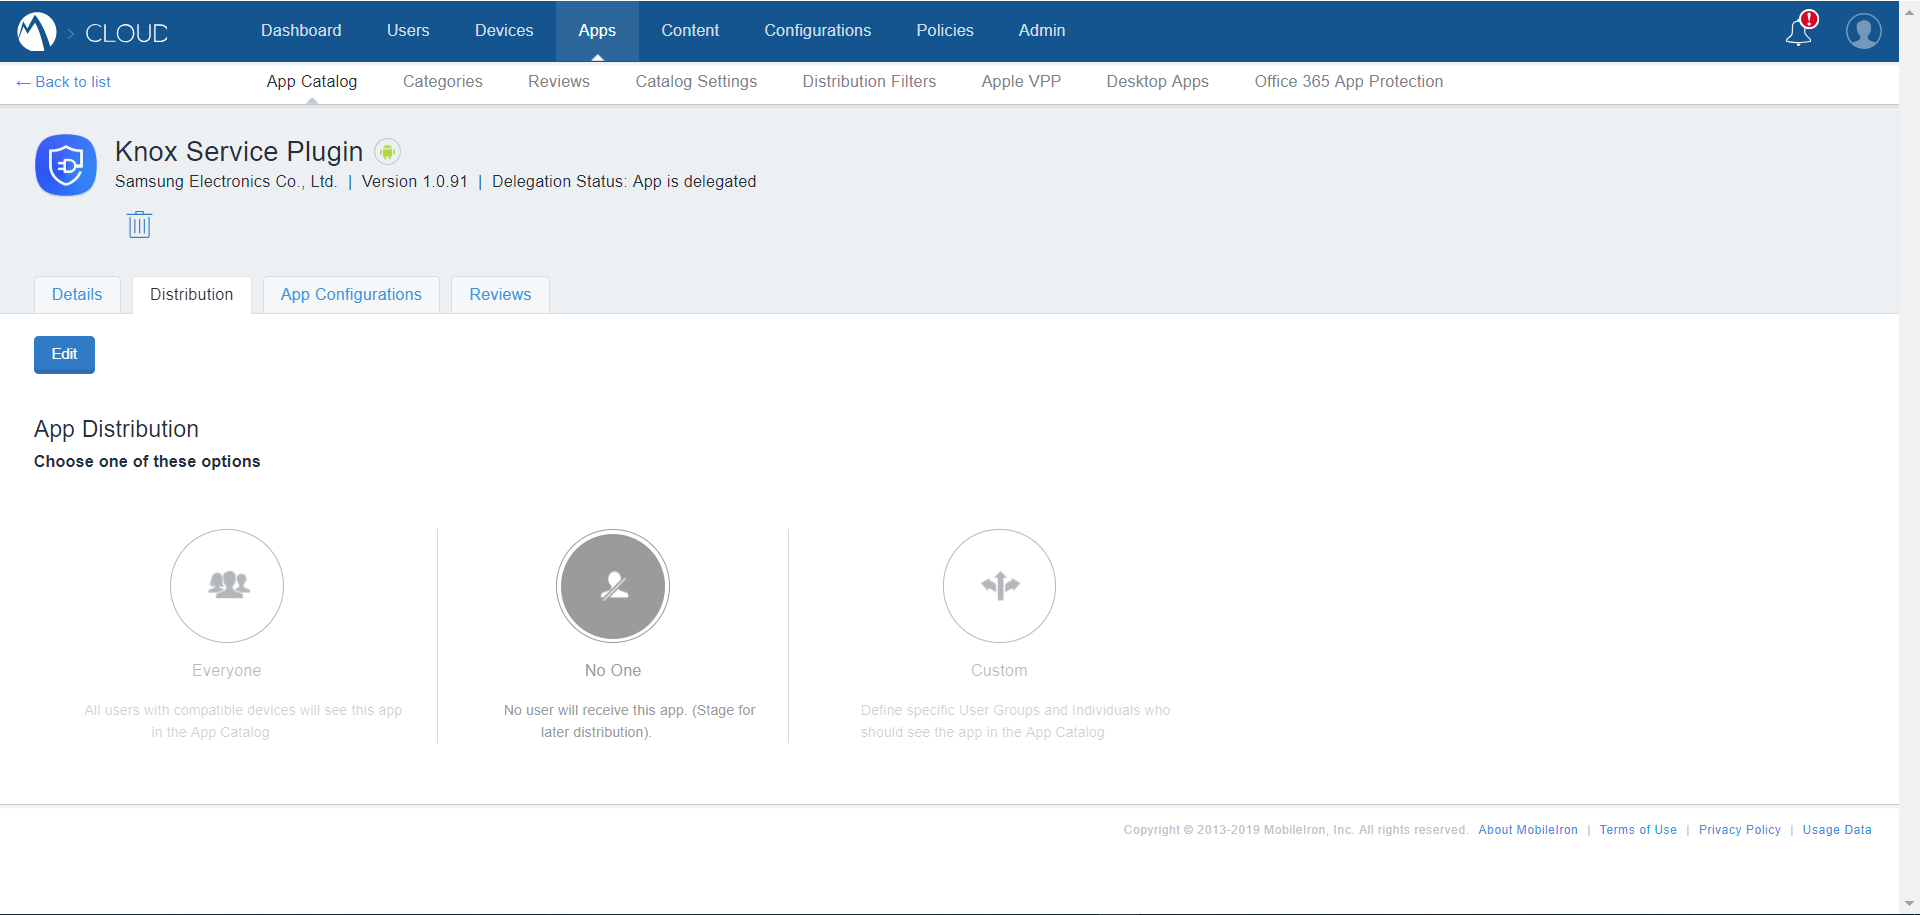 > CLOUD Dashboard Users Devices Apps Content Configurations Policies Admin !
← Back to list App Catalog Categories Reviews Catalog Settings Distribution Filters Apple VPP Desktop Apps Office 365 App Protection
Knox Service Plugin
Samsung Electronics Co., Ltd. | Version 1.0.91 | Delegation Status: App is delegated
Details Distribution App Configurations Reviews
Edit
App Distribution
Choose one of these options
Everyone
All users with compatible devices will see this app
in the App Catalog
No One
No user will receive this app. (Stage for
later distribution).
Custom
Define specific User Groups and Individuals who
should see the app in the App Catalog
Copyright © 2013-2019 MobileIron, Inc. All rights reserved. About MobileIron | Terms of Use | Privacy Policy | Usage Data